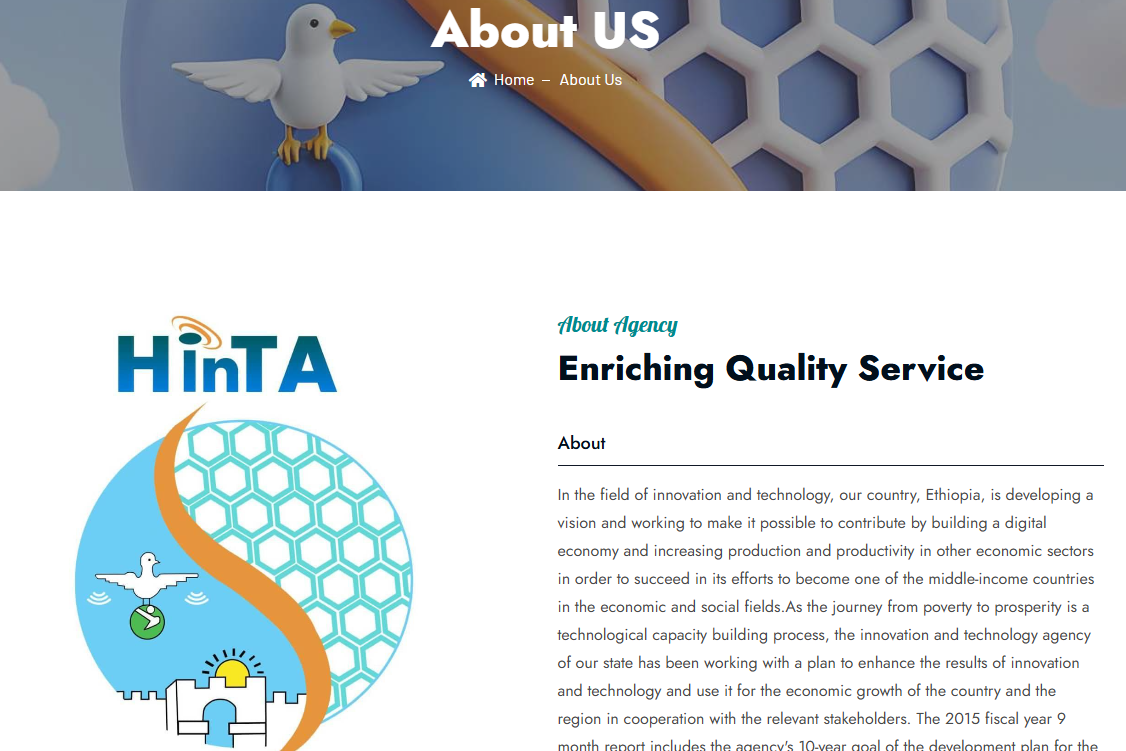 About US
Home – About Us
HinTA
About Agency
Enriching Quality Service
About
In the field of innovation and technology, our country, Ethiopia, is developing a
vision and working to make it possible to contribute by building a digital
economy and increasing production and productivity in other economic sectors
in order to succeed in its efforts to become one of the middle-income countries
in the economic and social fields.As the journey from poverty to prosperity is a
technological capacity building process, the innovation and technology agency
of our state has been working with a plan to enhance the results of innovation
and technology and use it for the economic growth of the country and the
region in cooperation with the relevant stakeholders. The 2015 fiscal year 9
month report includes the agency's 10-year goal of the development plan for the